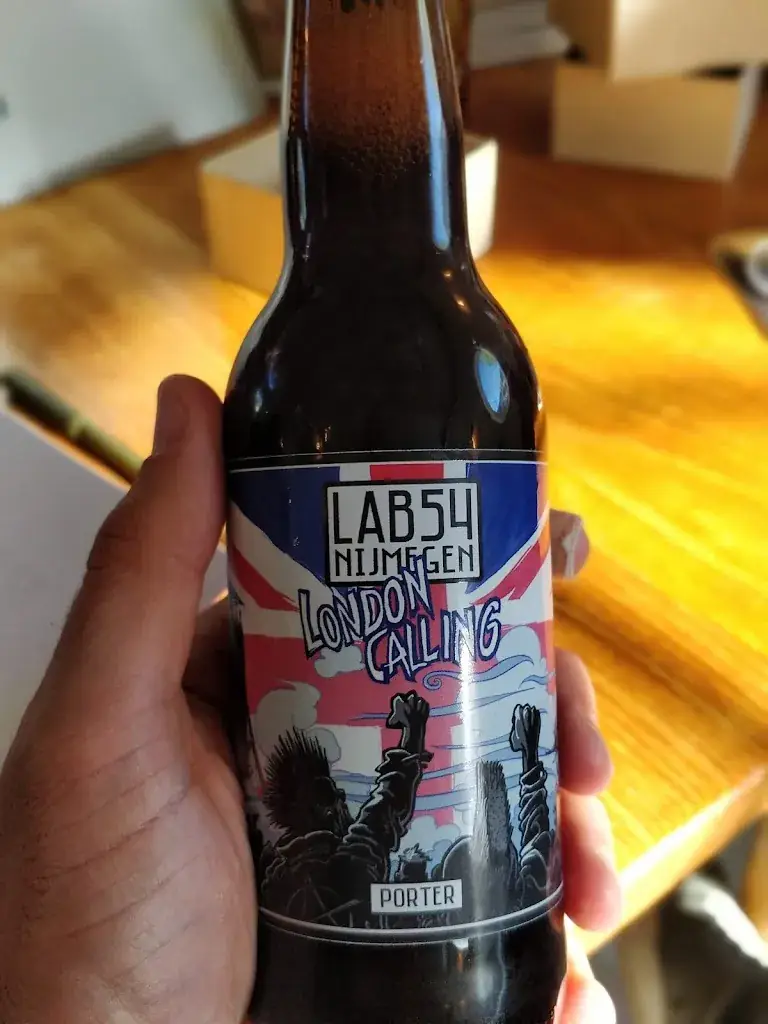 LAB54
NIJMEGEN
LONDON
CALLING
PORTER